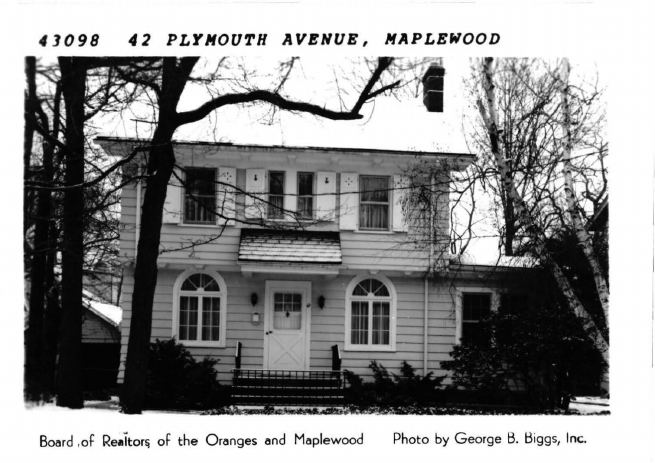 43098 42 PLYMOUTH AVENUE, MAPLEWOOD
Board of Realtors of the Oranges and Maplewood Photo by George B. Biggs, Inc.